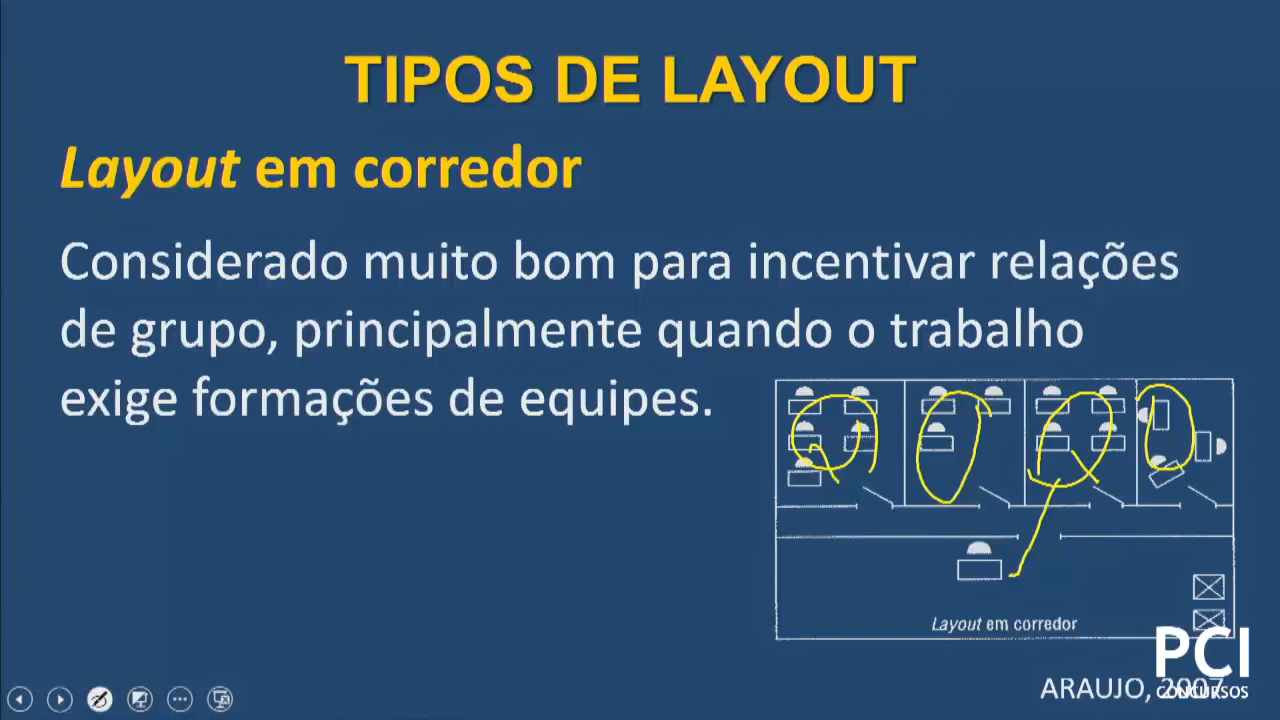 TIPOS DE LAYOUT
Layout em corredor
Considerado muito bom para incentivar relações
de grupo, principalmente quando o trabalho
exige formações de equipes.
Layout em corredor
ARAUJO, 2007
PCI
CONCURSOS